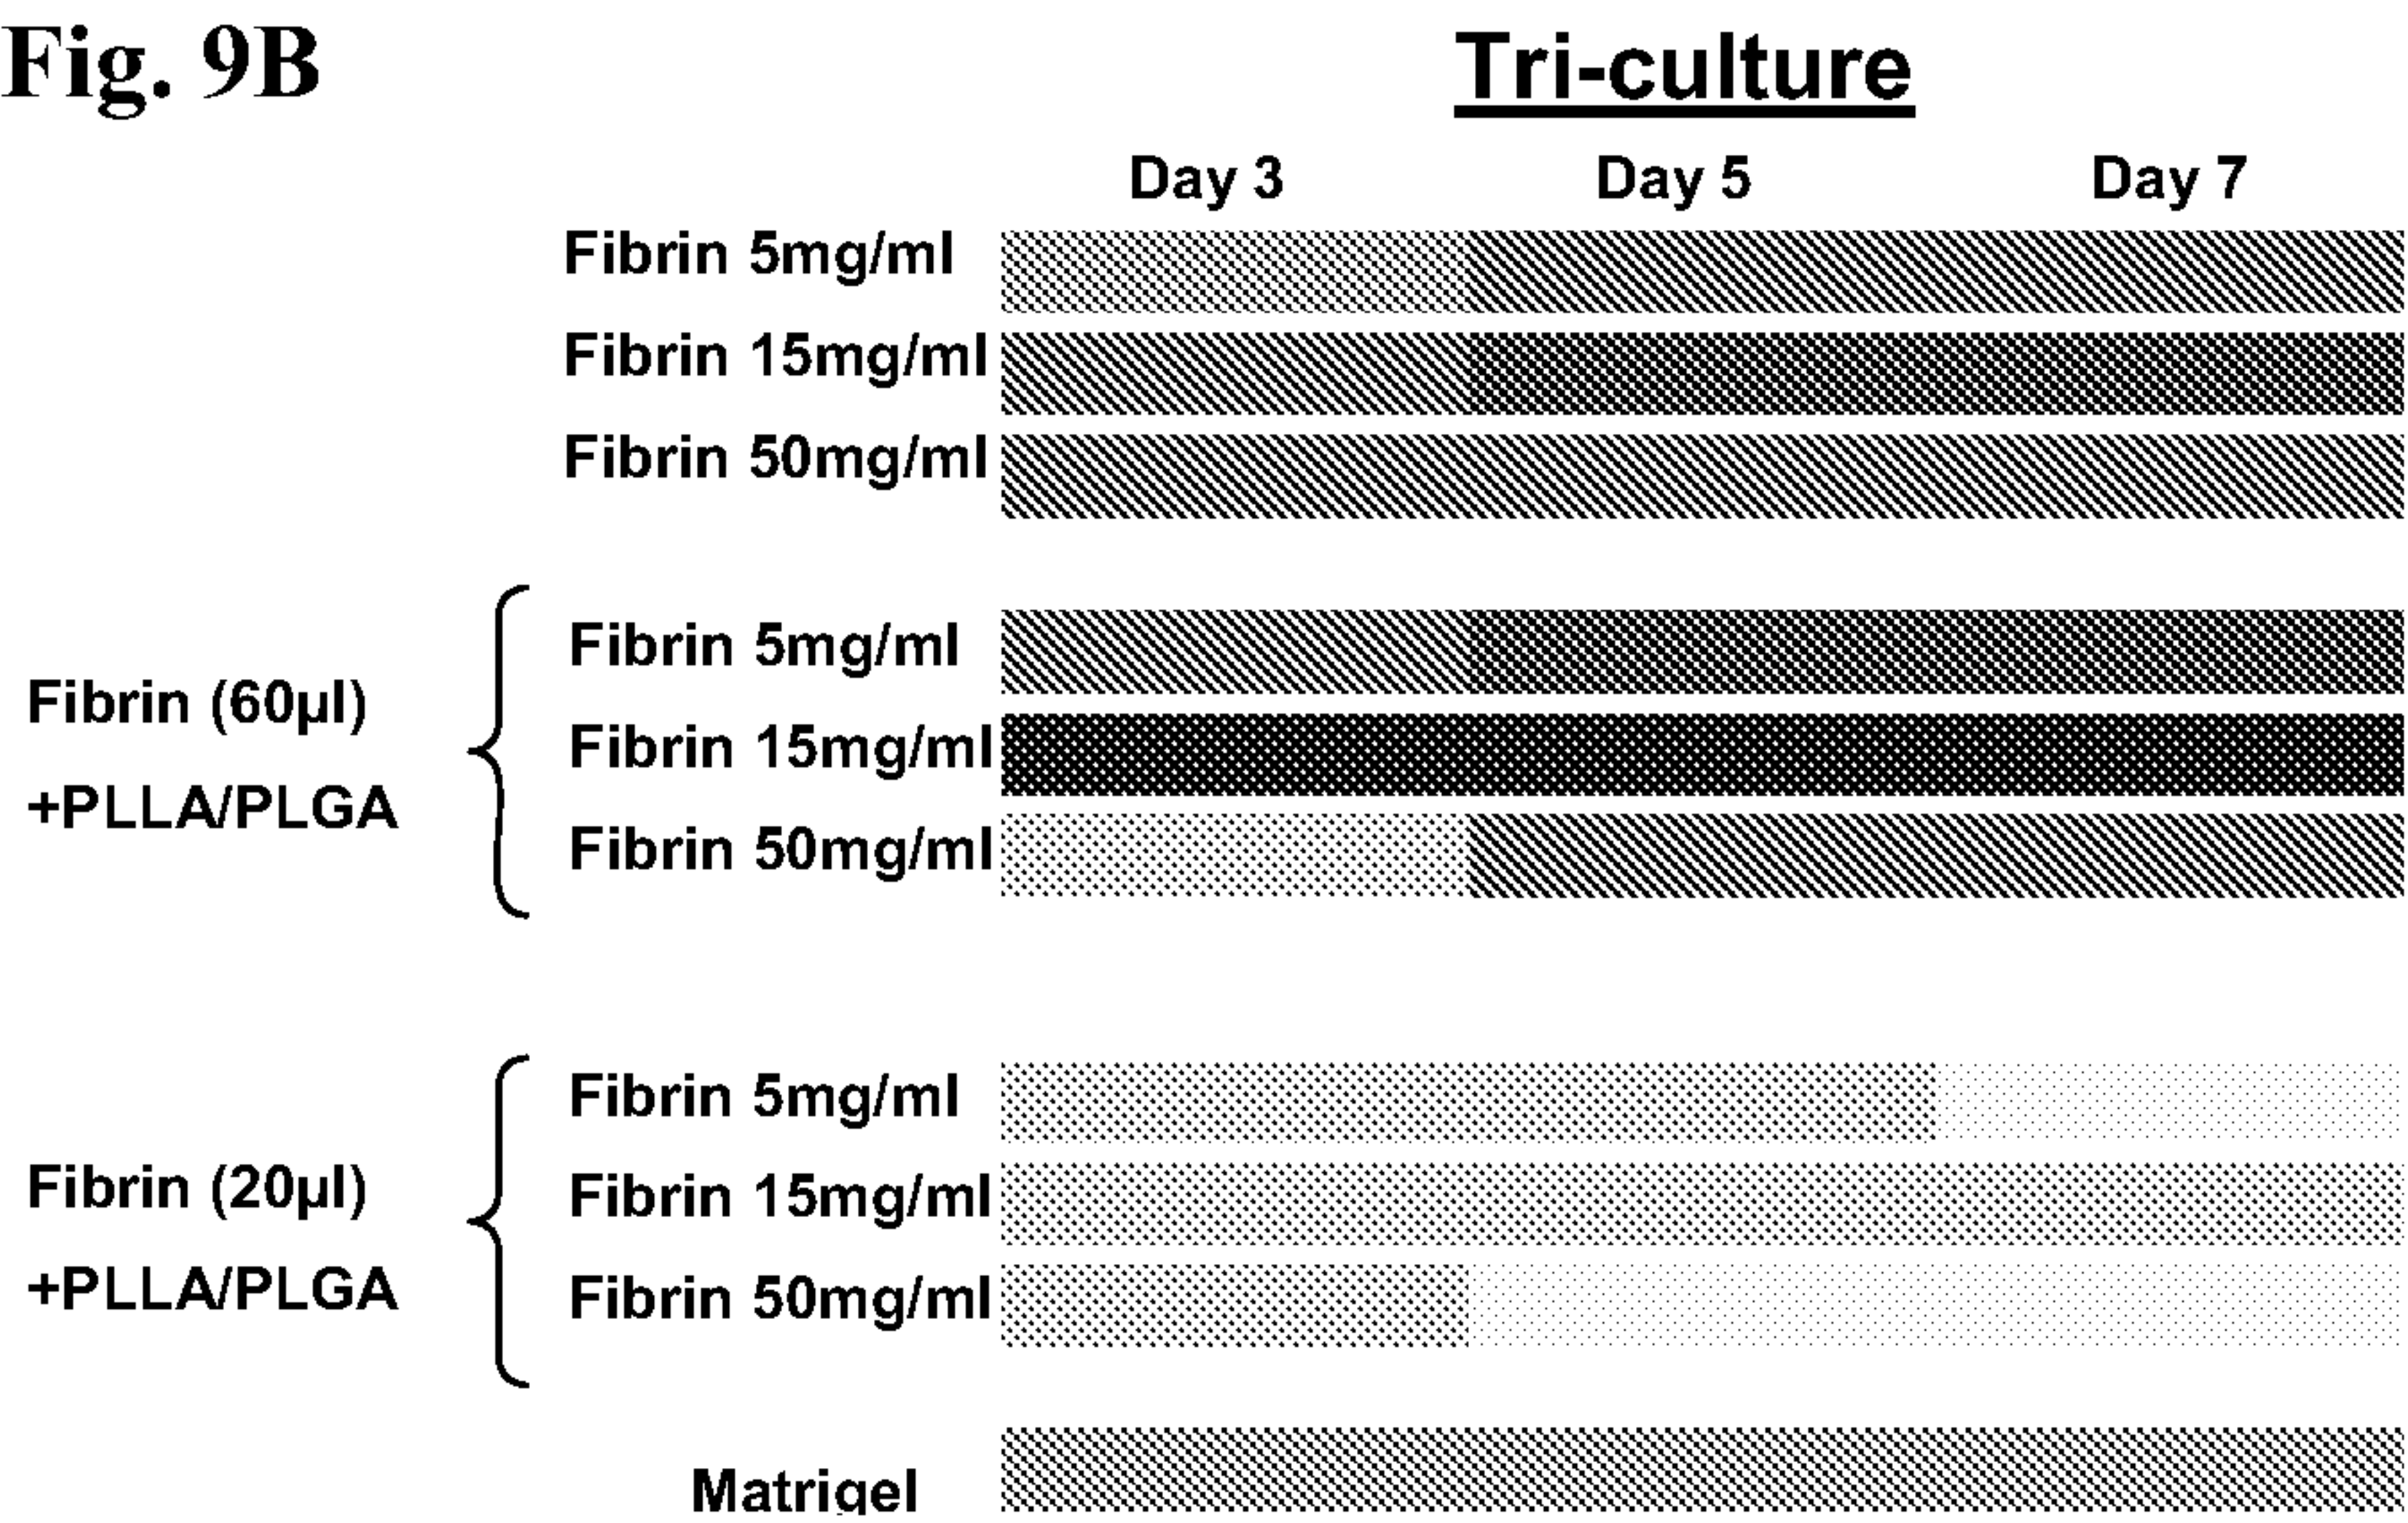 Fig. 9B
Tri-culture
Day 3 Day 5 Day 7
Fibrin 5mg/ml
Fibrin 15mg/ml
Fibrin 50mg/ml
Fibrin (60µl)
+PLLA/PLGA
Fibrin 5mg/ml
Fibrin 15mg/ml
Fibrin 50mg/ml
Fibrin (20µl)
+PLLA/PLGA
Fibrin 5mg/ml
Fibrin 15mg/ml
Fibrin 50mg/ml
Matrigel